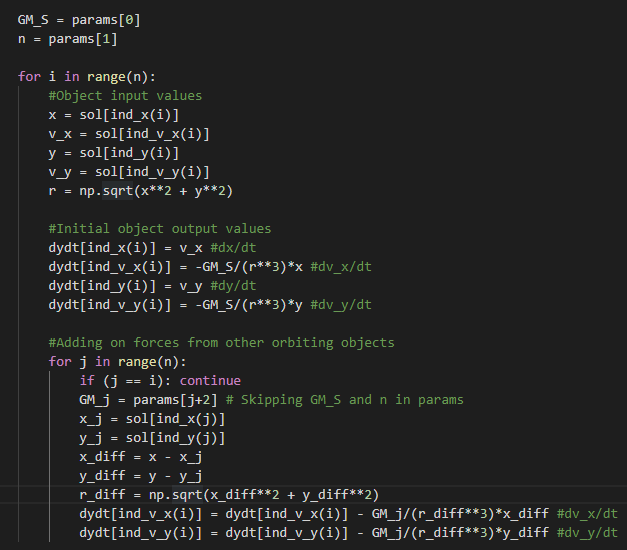 GM_S = params[0]
n = params[1]
for i in range(n):
#Object input values
x = sol[ind_x(i)]
v_x = sol[ind_v_x(i)]
y = sol[ind_y(i)]
v_y = sol[ind_v_y(i)]
r = np.sqrt(x**2 + y**2)
#Initial object output values
dydt[ind_x(i)] = v_x #dx/dt
dydt[ind_v_x(i)] = -GM_S/(r**3)*x #dv_x/dt
dydt[ind_y(i)] = v_y #dy/dt
dydt[ind_v_y(i)] = -GM_S/(r**3)*y #dv_y/dt
#Adding on forces from other orbiting objects
for j in range(n):
if (j == i): continue
GM_j = params[j+2] # Skipping GM_S and n in params
x_j = sol[ind_x(j)]
y_j = sol[ind_y(j)]
x_diff = x - x_j
y_diff = y - y_j
r_diff = np.sqrt(x_diff**2 + y_diff**2)
dydt[ind_v_x(i)] = dydt[ind_v_x(i)] - GM_j/(r_diff**3)*x_diff #dv_x/dt
dydt[ind_v_y(i)] = dydt[ind_v_y(i)] - GM_j/(r_diff**3)*y_diff #dv_y/dt